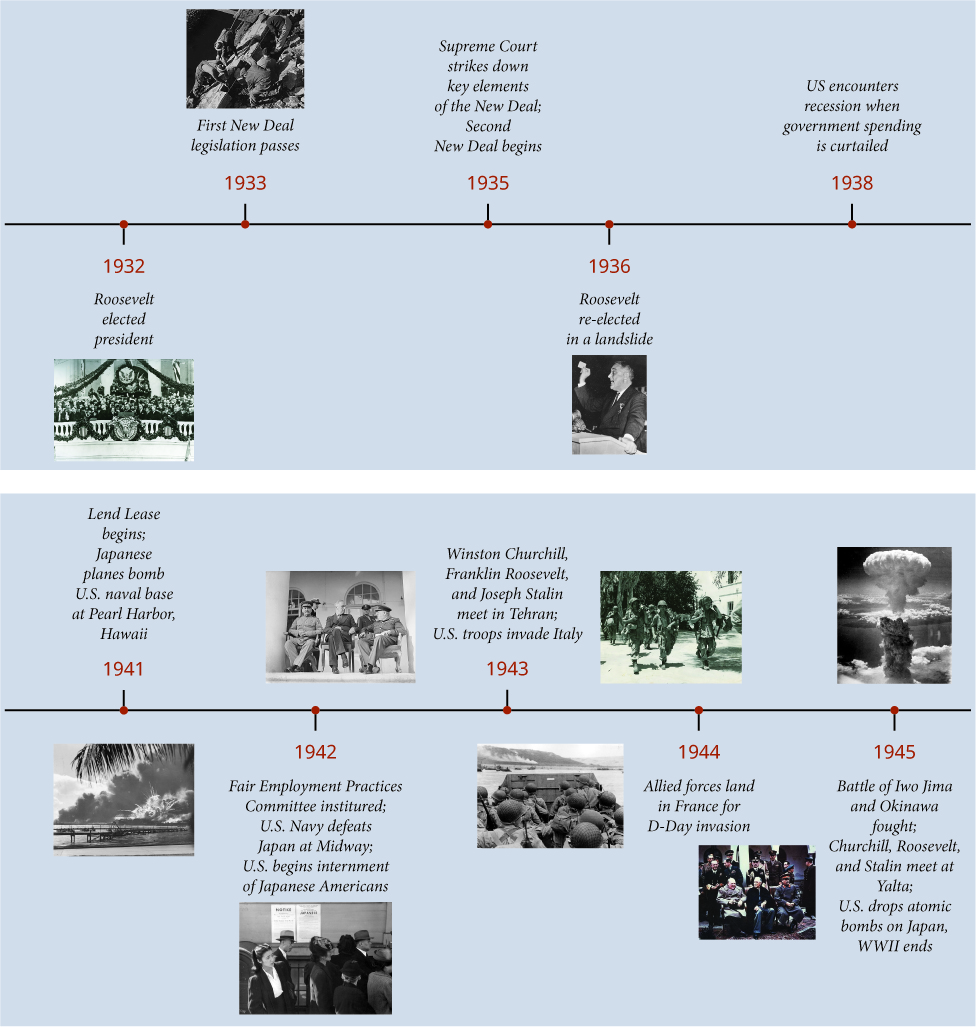 First New Deal
legislation passes
1933
Supreme Court
strikes down
key elements
of the New Deal;
Second
New Deal begins
1935
US encounters
recession when
government spending
is curtailed
1938
1932
Roosevelt
elected
president
1936
Roosevelt
re-elected
in a landslide
Lend Lease
begins;
Japanese
planes bomb
U.S. naval base
at Pearl Harbor,
Hawaii
1941
Winston Churchill,
Franklin Roosevelt,
and Joseph Stalin
meet in Tehran;
U.S. troops invade Italy
1943
1942
Fair Employment Practices
Committee institured;
U.S. Navy defeats
Japan at Midway;
U.S. begins internment
of Japanese Americans
NOTICE
JAPANESE
1944
Allied forces land
in France for
D-Day invasion
1945
Battle of Iwo Jima
and Okinawa
fought;
Churchill, Roosevelt,
and Stalin meet at
Yalta;
U.S. drops atomic
bombs on Japan,
WWII ends